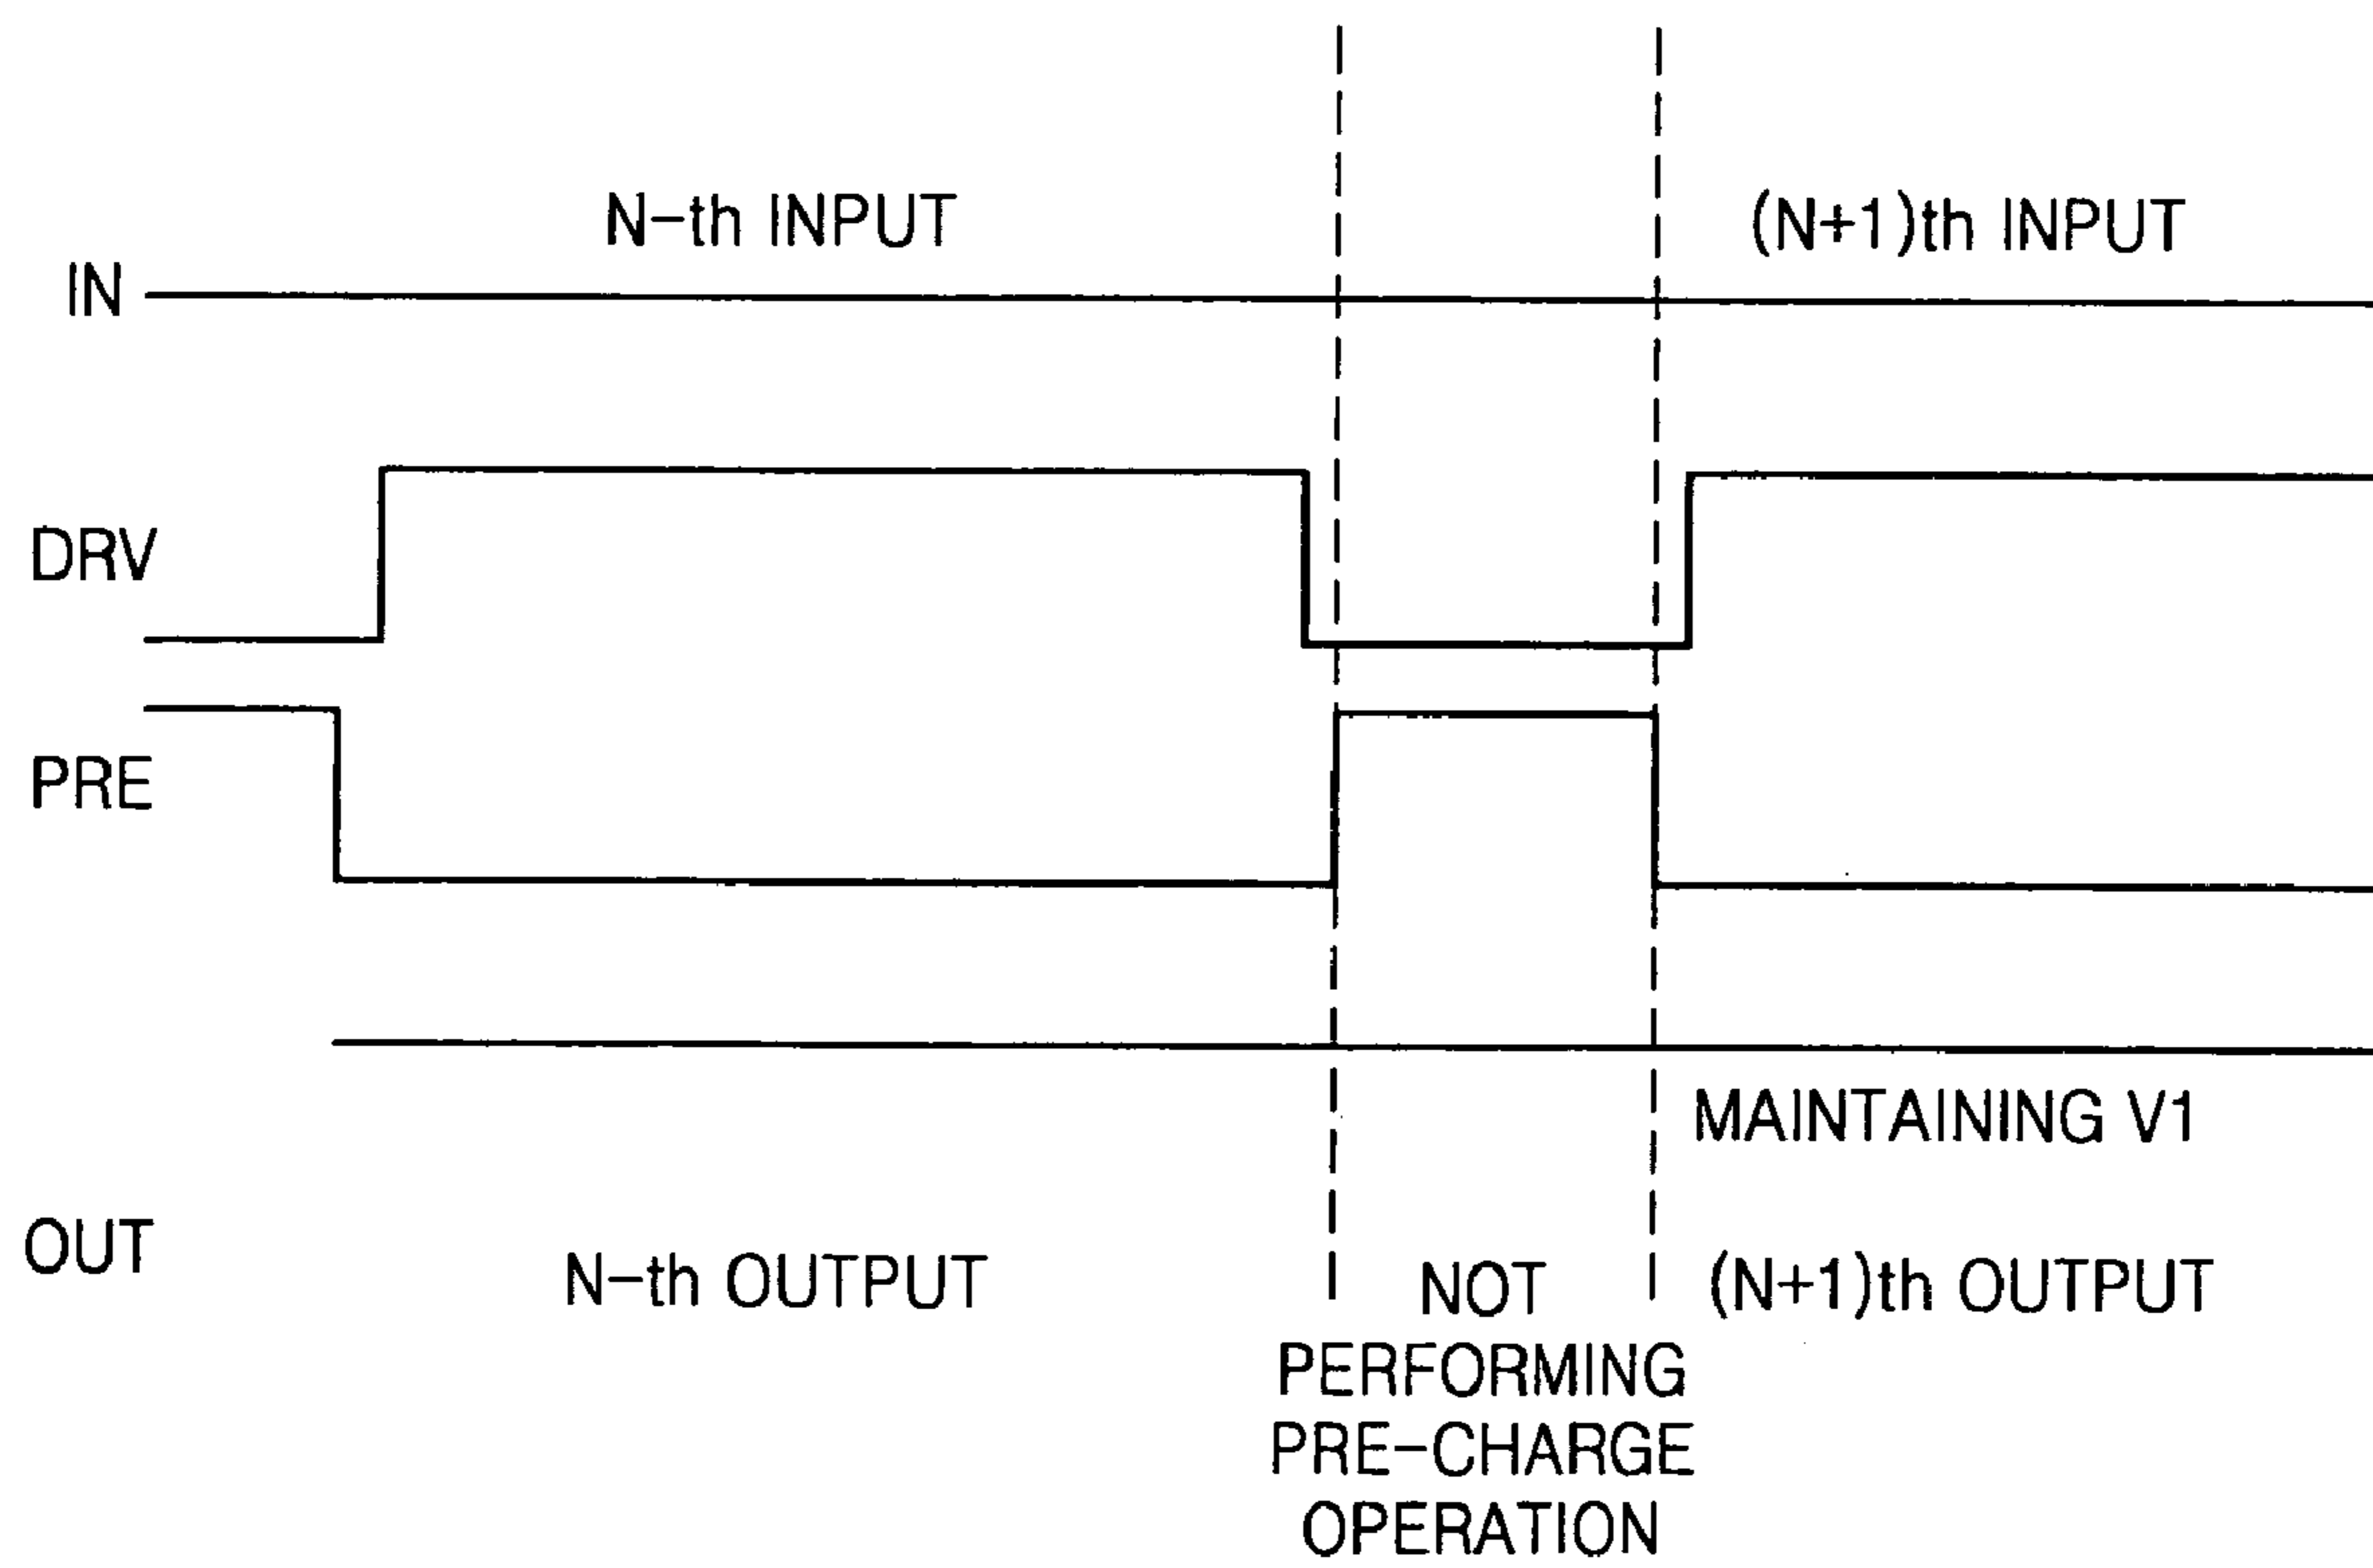 N-th INPUT
(N+1)th INPUT
IN
DRV
PRE
MAINTAINING V1
OUT
N-th OUTPUT
NOT
PERFORMING
PRE-CHARGE
OPERATION
(N+1)th OUTPUT